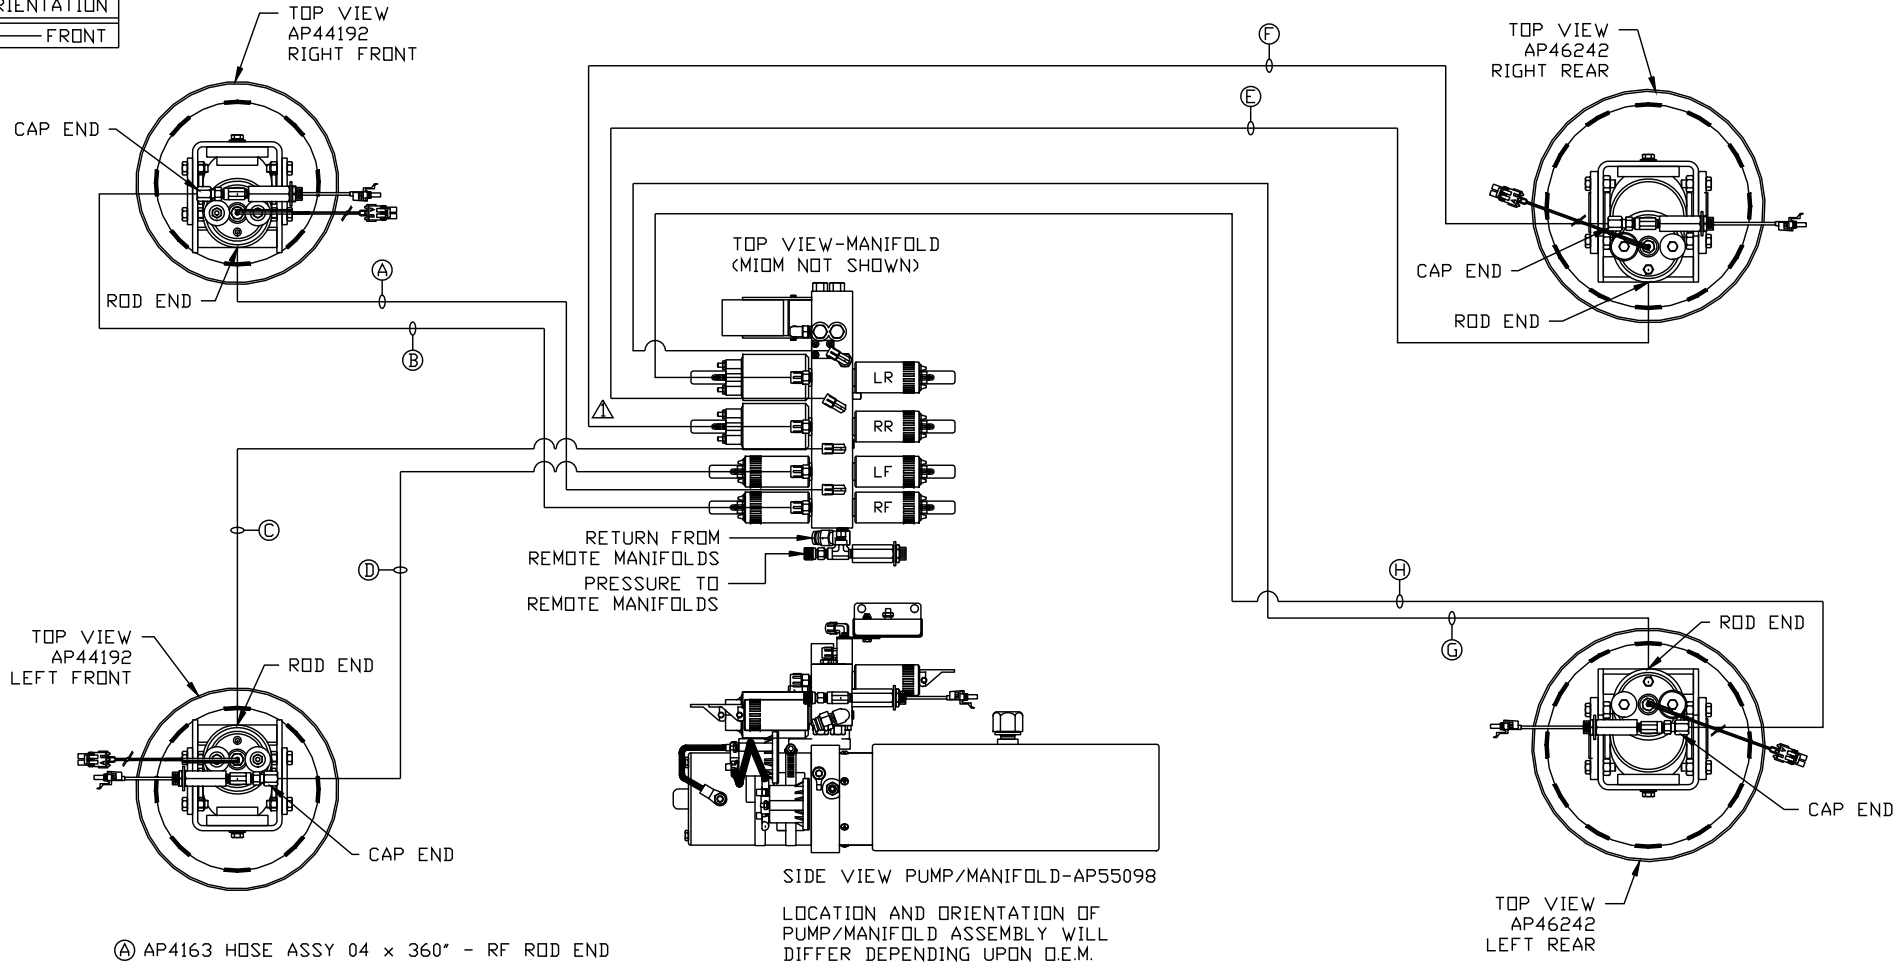 RIENTATION
FRONT
TOP VIEW
AP44192
RIGHT FRONT
CAP END
ROD END
A
B
F
E
TOP VIEW
AP46242
RIGHT REAR
CAP END
ROD END
TOP VIEW-MANIFOLD
(MIOM NOT SHOWN)
1
LR
RR
LF
RF
RETURN FROM
REMOTE MANIFOLDS
PRESSURE TO
REMOTE MANIFOLDS
C
D
TOP VIEW
AP44192
LEFT FRONT
ROD END
CAP END
H
G
ROD END
CAP END
TOP VIEW
AP46242
LEFT REAR
SIDE VIEW PUMP/MANIFOLD-AP55098
LOCATION AND ORIENTATION OF
PUMP/MANIFOLD ASSEMBLY WILL
DIFFER DEPENDING UPON O.E.M.
A AP4163 HOSE ASSY 04 x 360" - RF ROD END